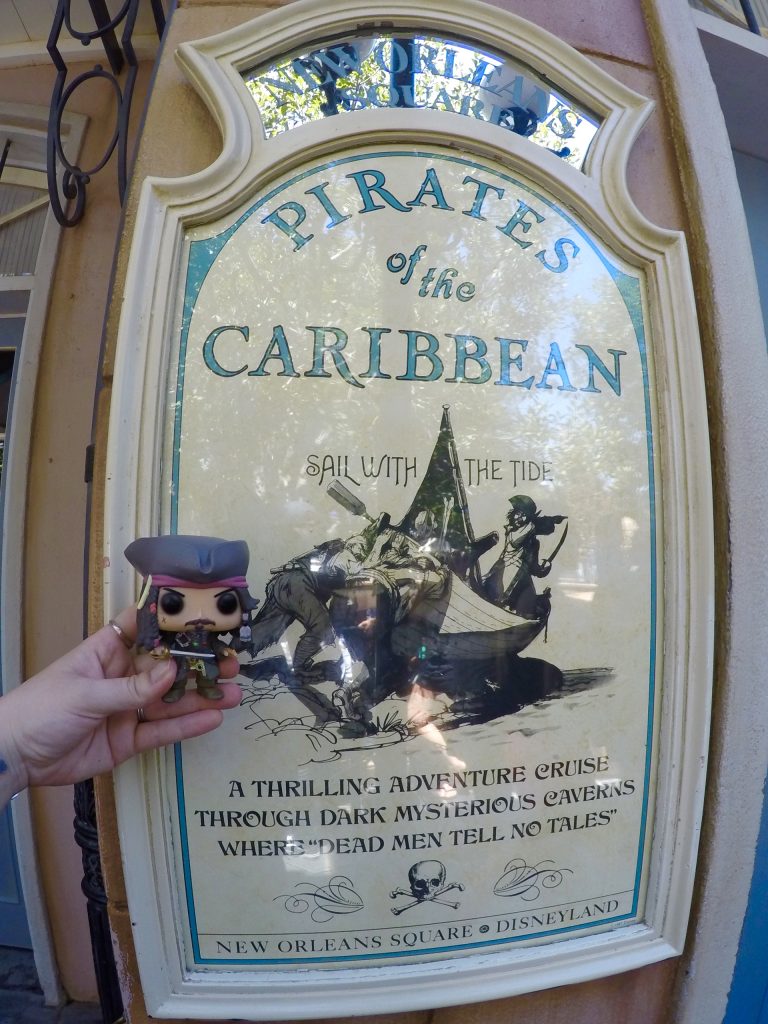 NEW ORLEANS
SQUARE
PIRATES
of the
CARIBBEAN
SAIL WITH THE TIDE
A THRILLING ADVENTURE CRUISE
THROUGH DARK MYSTERIOUS CAVERNS
WHERE "DEAD MEN TELL NO TALES"
NEW ORLEANS SQUARE • DISNEYLAND